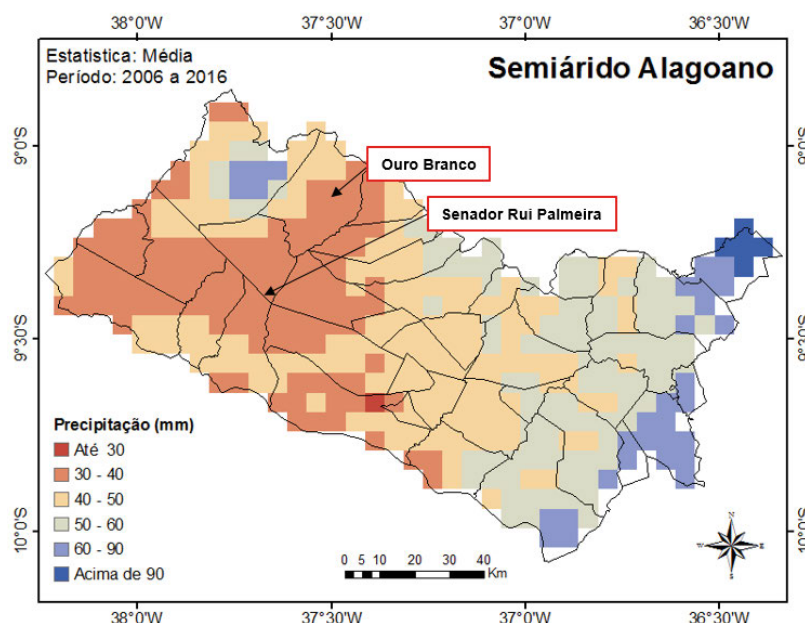 38°0'W 37°30'W 37°0'W 36°30'W
Estatistica: Média
Período: 2006 a 2016
Semiárido Alagoano
9°0'S 9°0'S
Ouro Branco
Senador Rui Palmeira
9°30'S 9°30'S
Precipitação (mm)
Até 30
30 - 40
40 - 50
50 - 60
60 - 90
Acima de 90
10°0'S 10°0'S
0 5 10 20 30 40
Km
N
W E
S
38°0'W 37°30'W 37°0'W 36°30'W